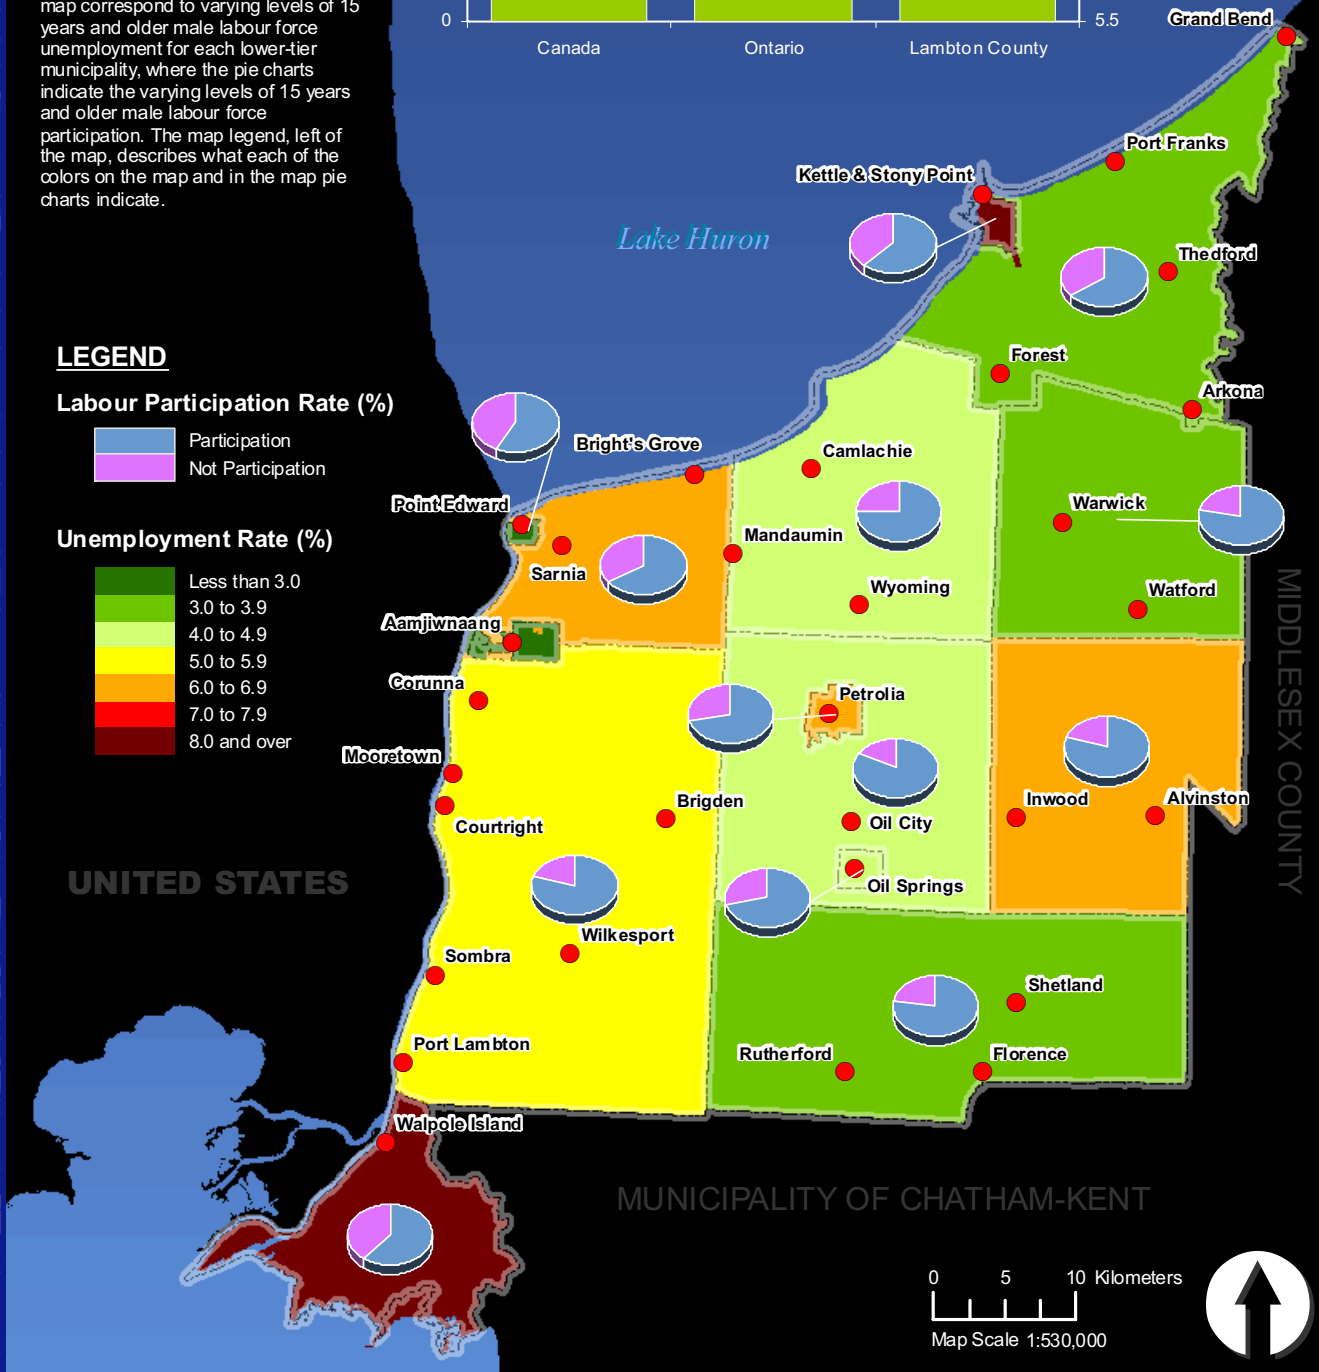 map correspond to varying levels of 15
years and older male labour force
unemployment for each lower-tier
municipality, where the pie charts
indicate the varying levels of 15 years
and older male labour force
participation. The map legend, left of
the map, describes what each of the
colors on the map and in the map pie
charts indicate.
0
5.5
Canada
Ontario
Lambton County
Grand Bend
Port Franks
Kettle & Stony Point
Lake Huron
Thedford
Forest
Arkona
LEGEND
Labour Participation Rate (%)
Participation
Not Participation
Unemployment Rate (%)
Less than 3.0
3.0 to 3.9
4.0 to 4.9
5.0 to 5.9
6.0 to 6.9
7.0 to 7.9
8.0 and over
Bright's Grove
Camlachie
Point Edward
Warwick
Mandaumin
Sarnia
Wyoming
Watford
Aamjiwnaang
Corunna
Petrolia
Mooretown
Brigden
Inwood
Alvinston
Courtright
Oil City
Oil Springs
MIDDLESEX COUNTY
UNITED STATES
Wilkesport
Sombra
Shetland
Port Lambton
Rutherford
Florence
Walpole Island
MUNICIPALITY OF CHATHAM-KENT
0 5 10 Kilometers
Map Scale 1:530,000